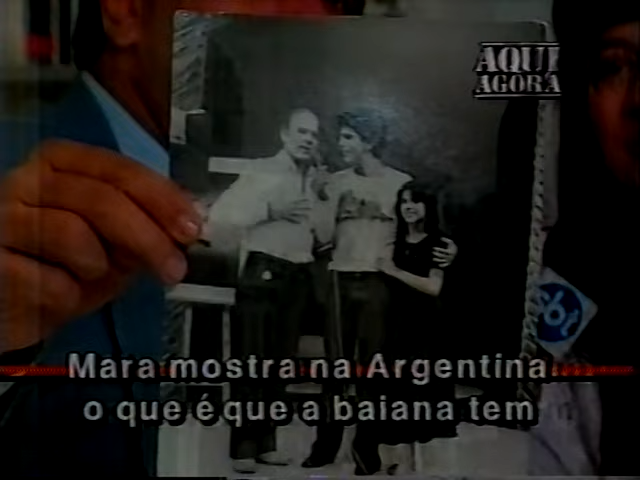 AQUI
AGORA
sbt
Mara mostra na Argentina
o que é que a baiana tem